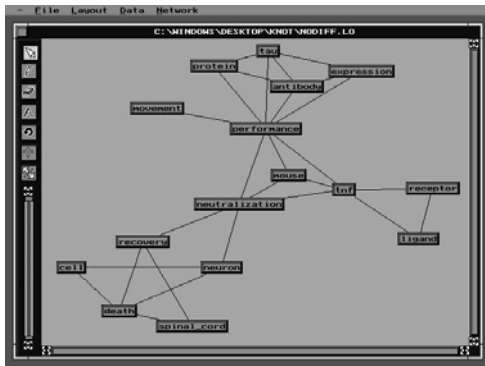 - File Layout Data Network
C:\WINDOWS\DESKTOP\KNOT\NODIFF.LO
tau
protein
expression
antibody
movement
performance
mouse
tnf
receptor
neutralization
ligand
recovery
cell
neuron
death
spinal_cord